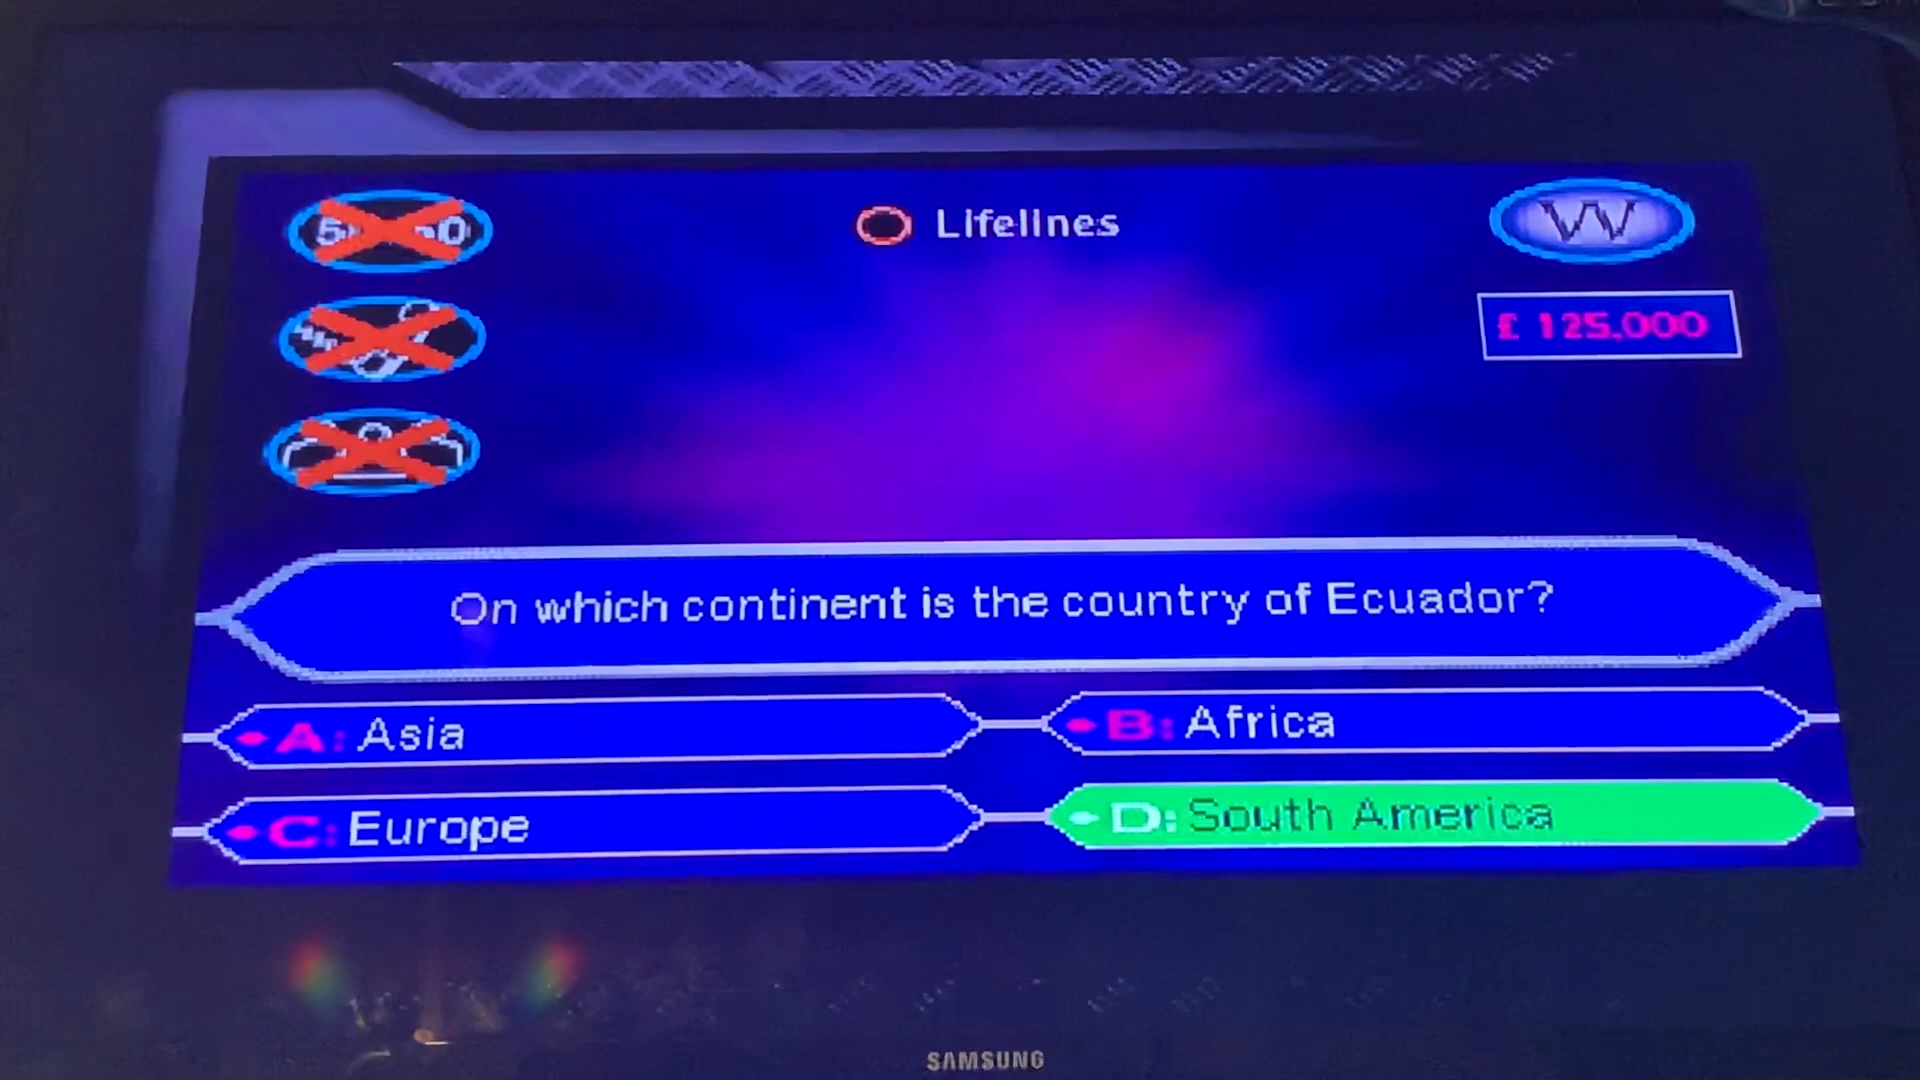 Lifelines
£ 125,000
On which continent is the country of Ecuador?
A: Asia
B: Africa
C: Europe
D: South America
SAMSUNG